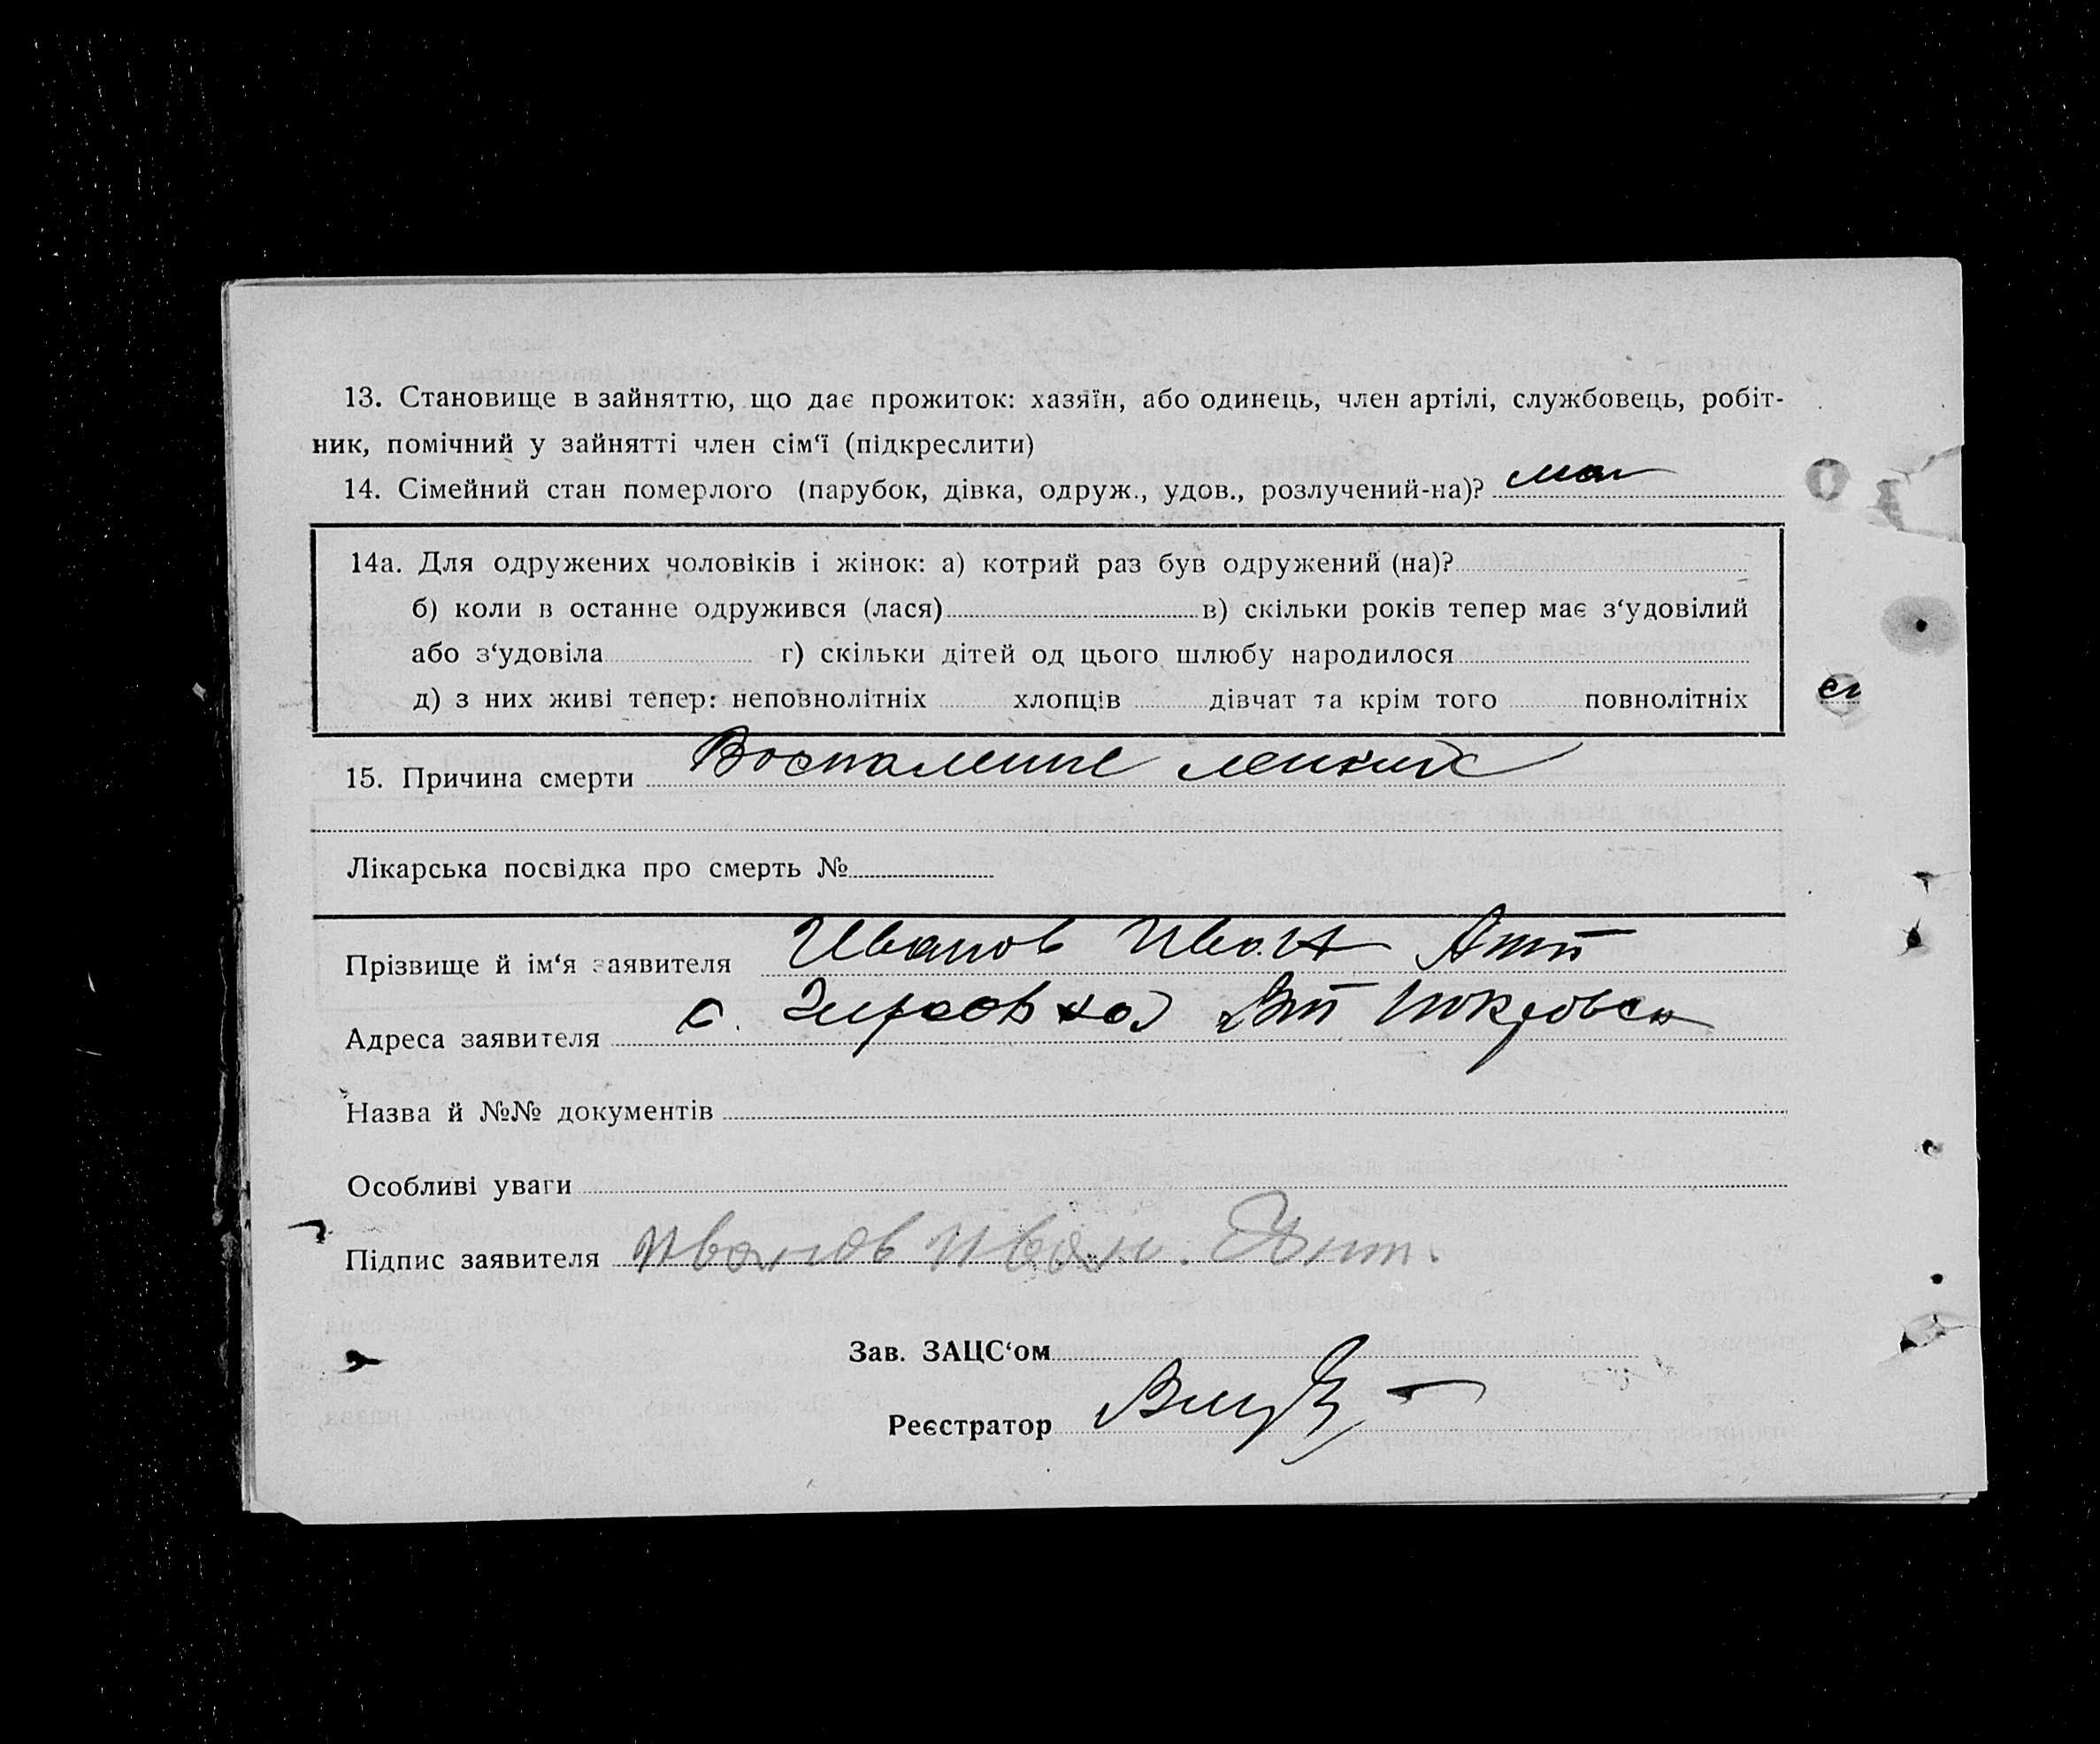 13. Становище в зайняттю, що дає прожиток: хазяїн, або одинець, член артілі, службовець, робіт-
ник, помічний у зайнятті член сім‘ї (підкреслити)
14. Сімейний стан померлого (парубок, дівка, одруж., удов., розлучений-на)? мал
14а. Для одружених чоловіків і жінок: а) котрий раз був одружений (на)?
б) коли в останнє одружився (лася) в) скільки років тепер має з‘удовілий
або з‘удовіла г) скільки дітей од цього шлюбу народилося
д) з них живі тепер: неповнолітніх хлопців дівчат та крім того повнолітніх
15. Причина смерти Воспаление легких
Лікарська посвідка про смерть №
Прізвище й ім‘я заявителя Иванов Иван Ант
Адреса заявителя с.
Назва й №№ документів
Особливі уваги
Підпис заявителя Иванов Иван. Ант.
Зав. ЗАЦС‘ом
Реєстратор